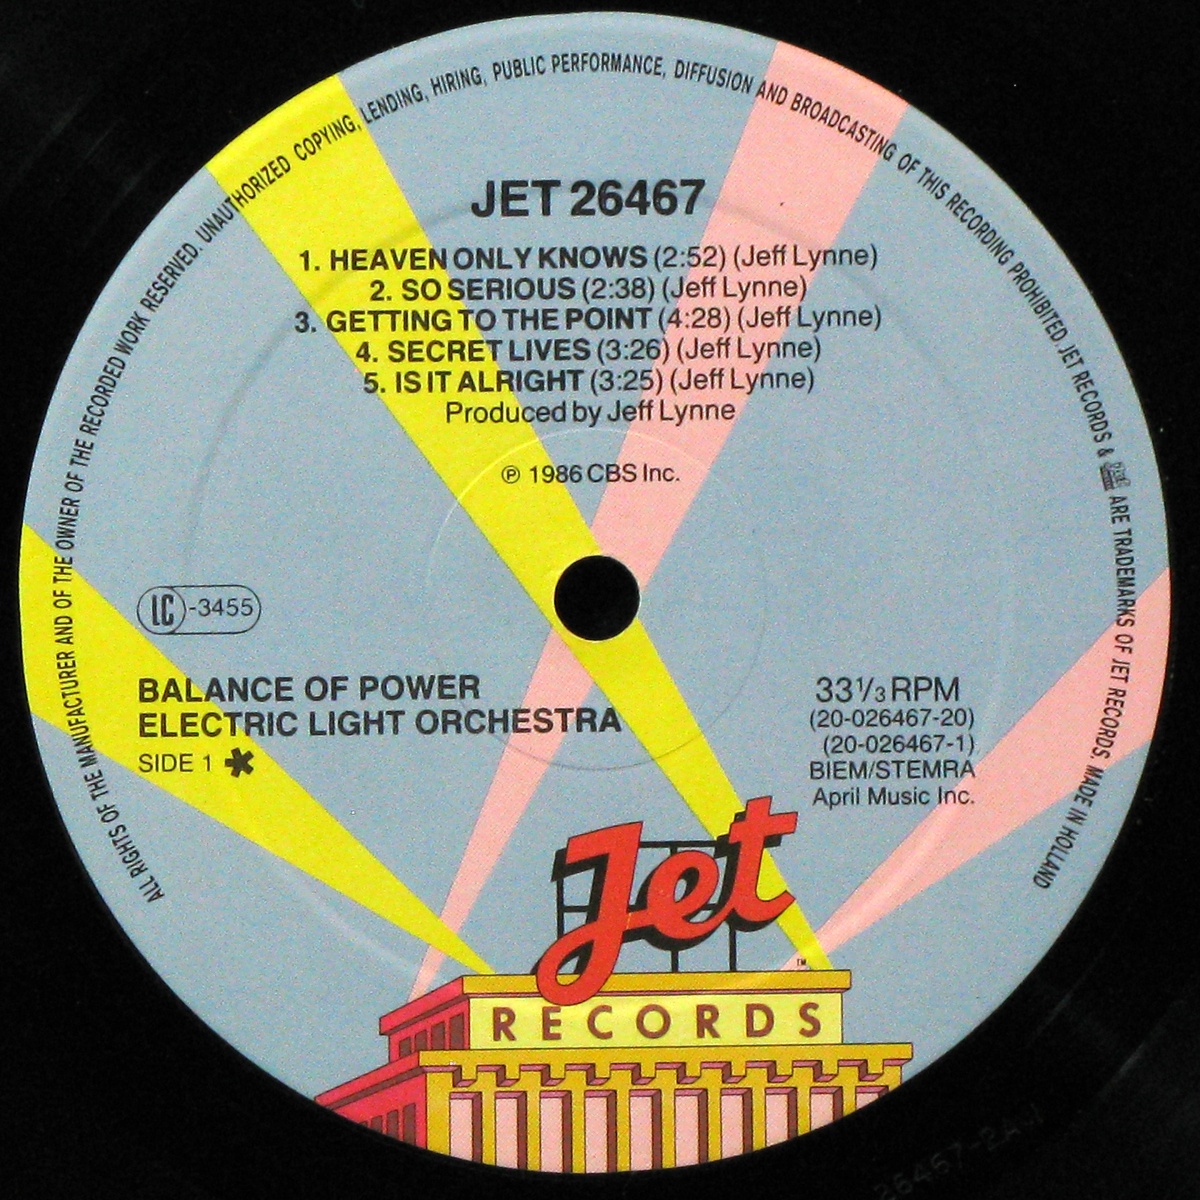 ALL RIGHTS OF THE MANUFACTURER AND OF THE OWNER OF THE RECORDED WORK RESERVED. UNAUTHORIZED COPYING, LENDING, HIRING, PUBLIC PERFORMANCE, DIFFUSION AND BROADCASTING OF THIS RECORDING PROHIBITED. JET RECORDS & ARE TRADEMARKS OF JET RECORDS. MADE IN HOLLAND
JET 26467
1. HEAVEN ONLY KNOWS (2:52) (Jeff Lynne)
2. SO SERIOUS (2:38) (Jeff Lynne)
3. GETTING TO THE POINT (4:28) (Jeff Lynne)
4. SECRET LIVES (3:26) (Jeff Lynne)
5. IS IT ALRIGHT (3:25) (Jeff Lynne)
Produced by Jeff Lynne
℗ 1986 CBS Inc.
LC-3455
BALANCE OF POWER
ELECTRIC LIGHT ORCHESTRA
SIDE 1 *
33 1/3 RPM
(20-026467-20)
(20-026467-1)
BIEM/STEMRA
April Music Inc.
Jet
TM
RECORDS